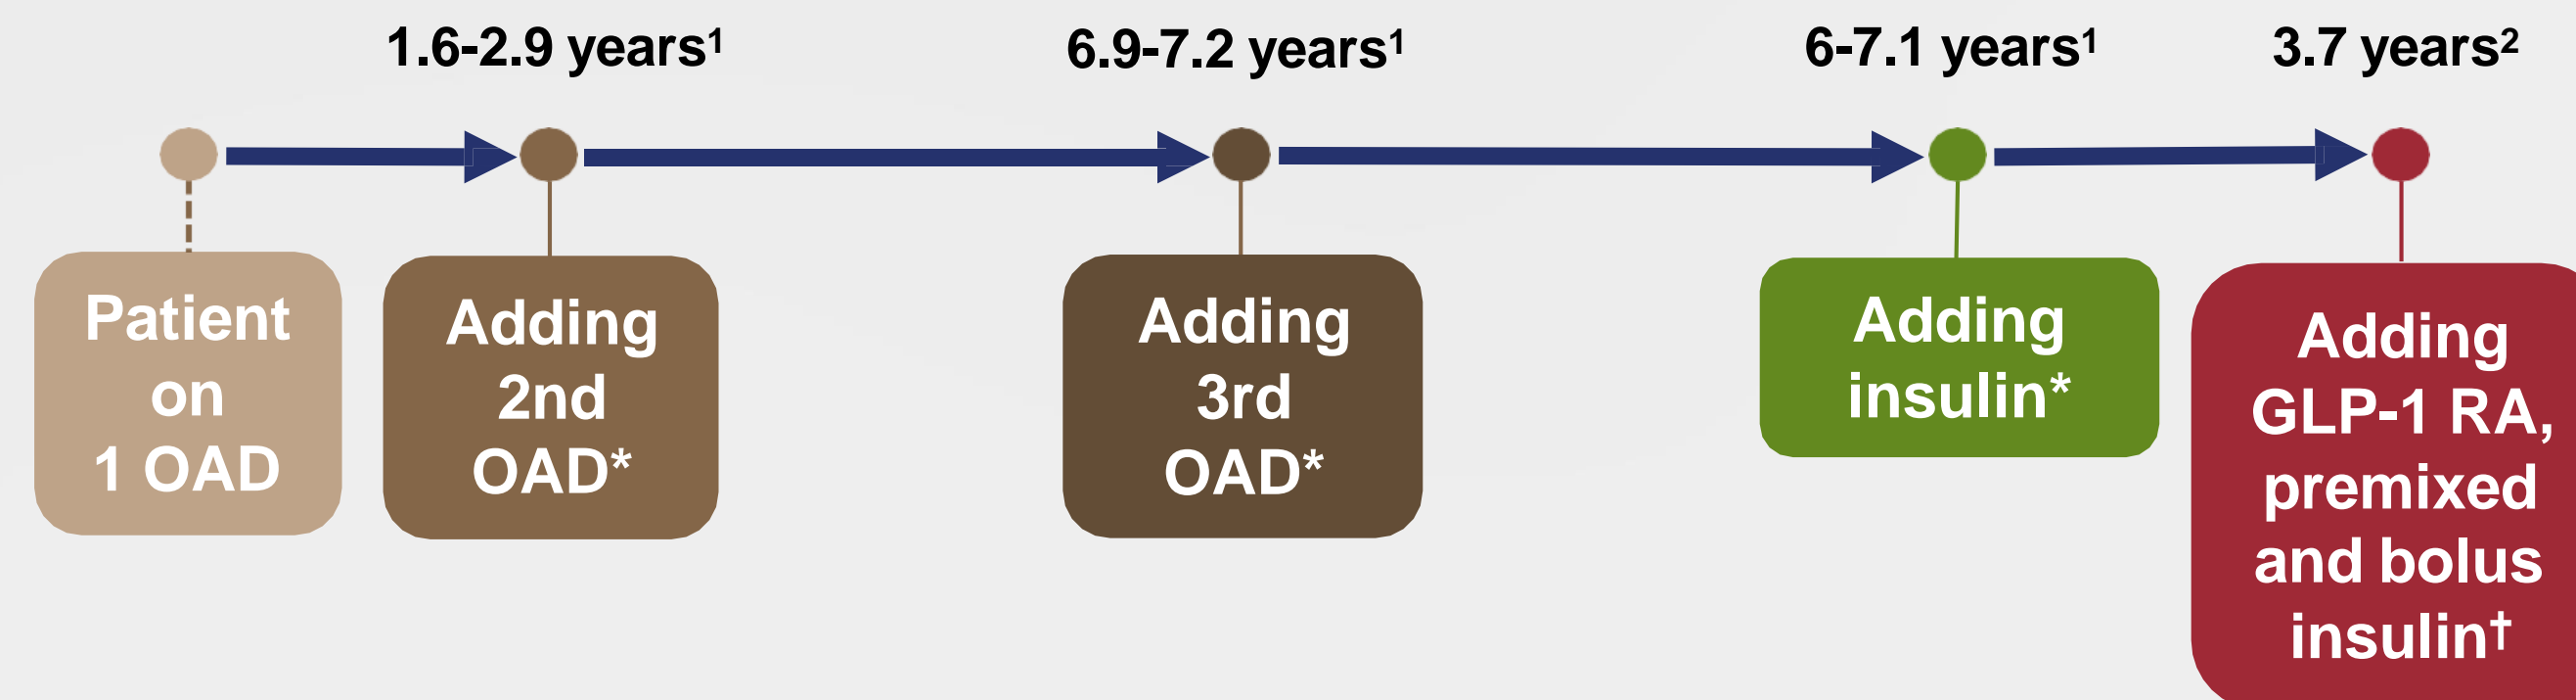 1.6-2.9 years¹
6.9-7.2 years¹
6-7.1 years¹
3.7 years²
Patient
on
1 OAD
Adding
2nd
OAD*
Adding
3rd
OAD*
Adding
insulin*
Adding
GLP-1 RA,
premixed
and bolus
insulin†